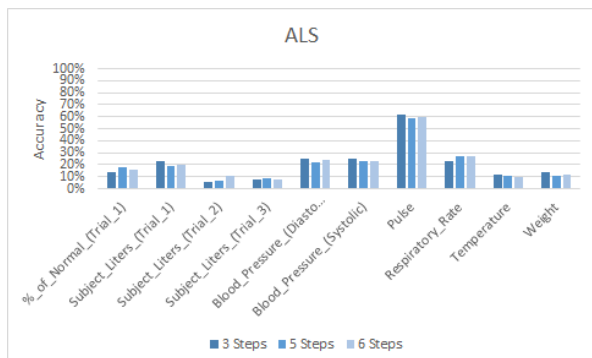 ALS
Accuracy
100%
90%
80%
70%
60%
50%
40%
30%
20%
10%
0%
%_of_Normal_(Trial_1)
Subject_Liters_(Trial_1)
Subject_Liters_(Trial_2)
Subject_Liters_(Trial_3)
Blood_Pressure_(Diasto...
Blood_Pressure_(Systolic)
Pulse
Respiratory_Rate
Temperature
Weight
3 Steps 5 Steps 6 Steps